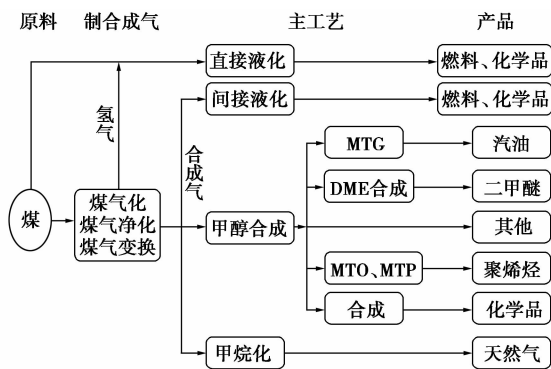 原料 制合成气 主工艺 产品
直接液化 燃料、化学品
间接液化 燃料、化学品
氢气
合成气
MTG 汽油
煤
煤气化
煤气净化
煤气变换
DME合成 二甲醚
甲醇合成 其他
MTO、MTP 聚烯烃
合成 化学品
甲烷化 天然气